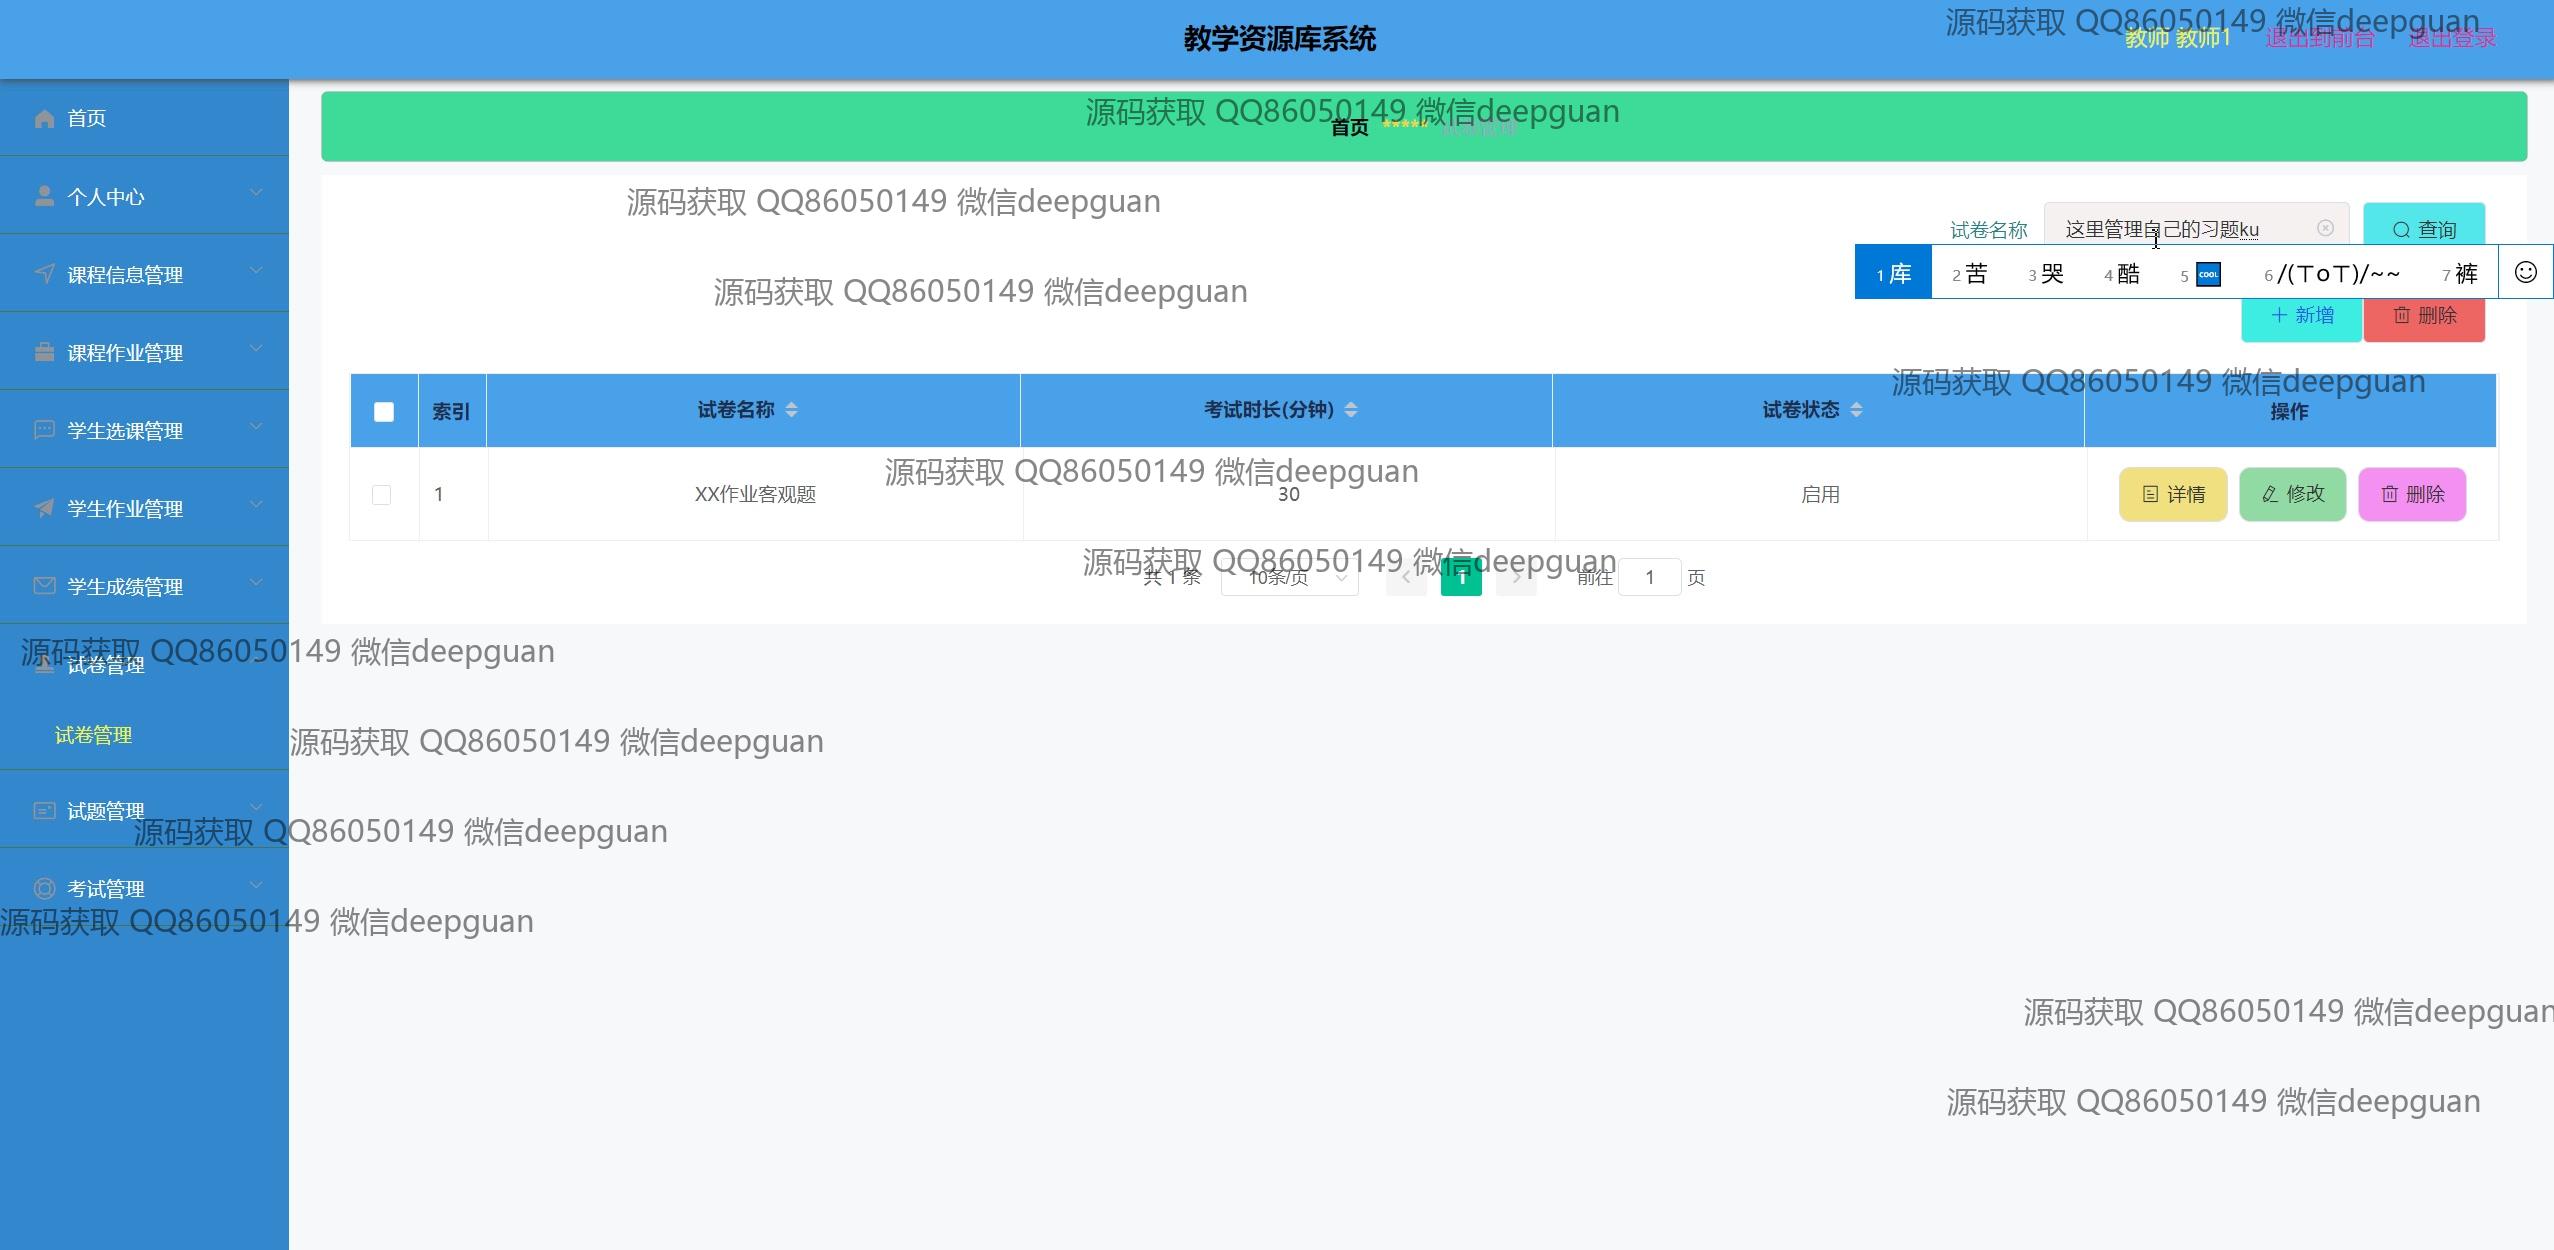 教学资源库系统
源码获取 QQ86050149 微信deepguan
教师 教师1
退出到前台
退出登录
首页
个人中心
课程信息管理
课程作业管理
学生选课管理
学生作业管理
学生成绩管理
试卷管理
试卷管理
试题管理
考试管理
源码获取 QQ86050149 微信deepguan
首页 ***** 试卷管理
源码获取 QQ86050149 微信deepguan
试卷名称 这里管理自己的习题ku 查询
1 库 2 苦 3 哭 4 酷 5 COOL 6 /(ToT)/~~ 7 裤
源码获取 QQ86050149 微信deepguan
新增 删除
源码获取 QQ86050149 微信deepguan
索引 试卷名称 考试时长(分钟) 试卷状态 操作
源码获取 QQ86050149 微信deepguan
1 XX作业客观题 30 启用 详情 修改 删除
源码获取 QQ86050149 微信deepguan
共 1 条 10条/页 1 前往 1 页
源码获取 QQ86050149 微信deepguan
源码获取 QQ86050149 微信deepguan
源码获取 QQ86050149 微信deepguan
源码获取 QQ86050149 微信deepguan
源码获取 QQ86050149 微信deepguan
源码获取 QQ86050149 微信deepguan